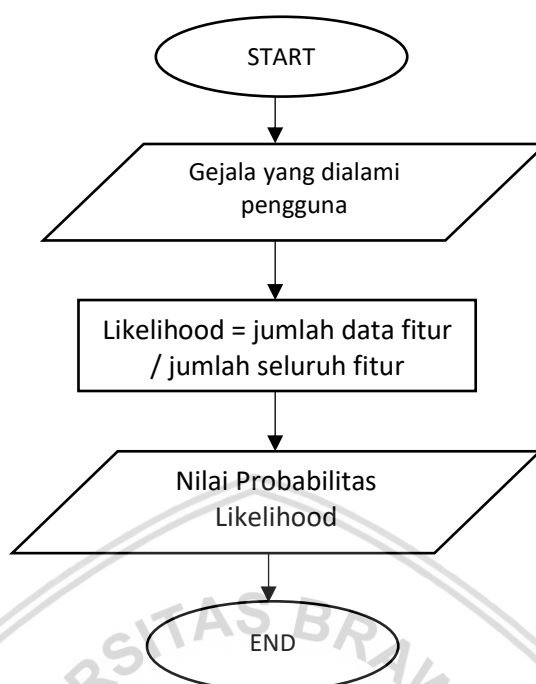 START
Gejala yang dialami
pengguna
Likelihood = jumlah data fitur
/ jumlah seluruh fitur
Nilai Probabilitas
Likelihood
END